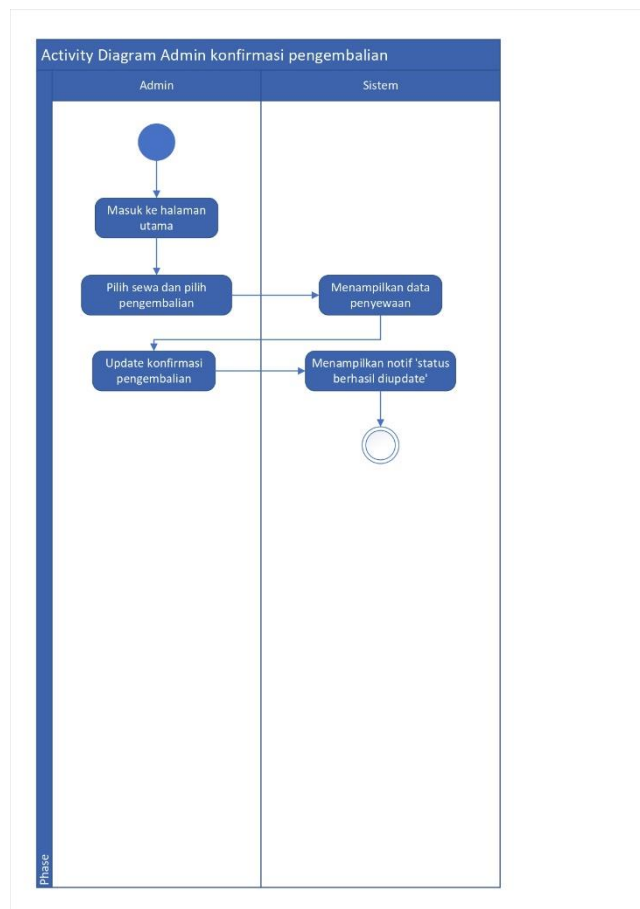 Activity Diagram Admin konfirmasi pengembalian
Admin
Sistem
Masuk ke halaman
utama
Pilih sewa dan pilih
pengembalian
Menampilkan data
penyewaan
Update konfirmasi
pengembalian
Menampilkan notif 'status
berhasil diupdate'
Phase